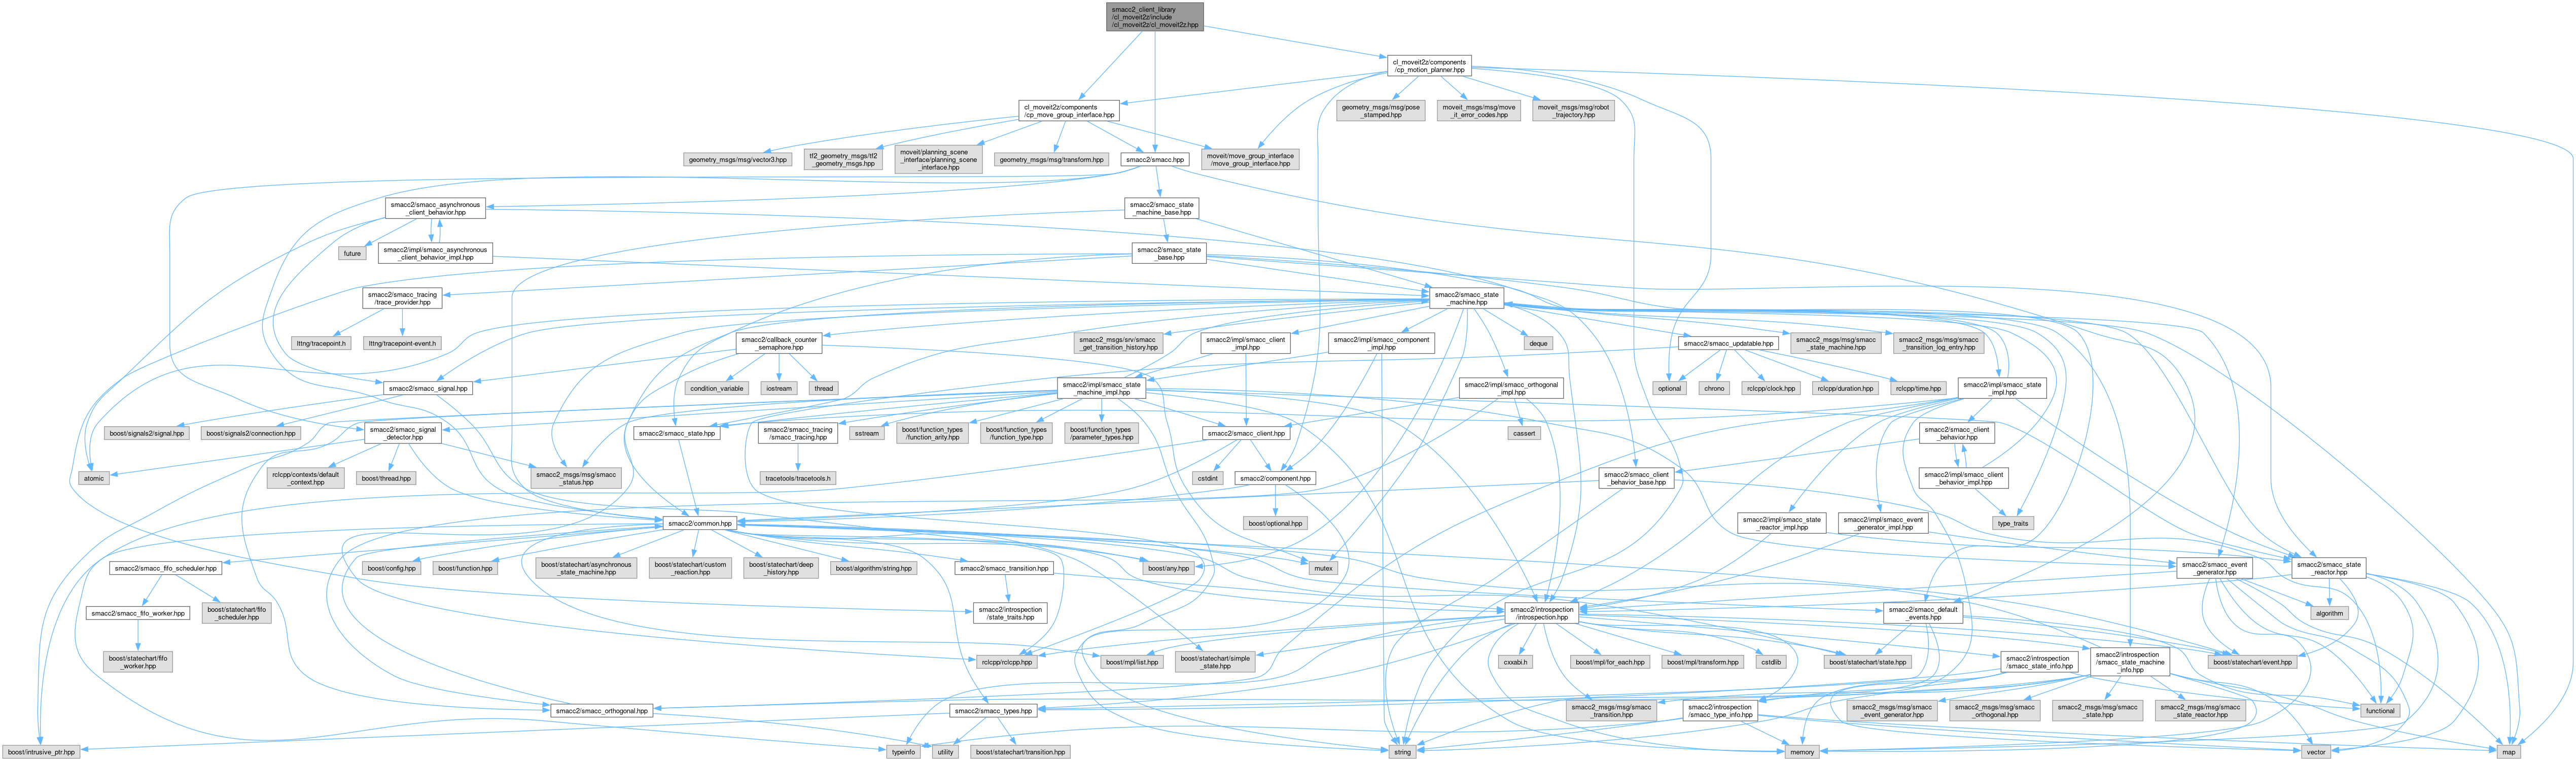 smacc2_client_library
/cl_moveit2z/include
/cl_moveit2z/cl_moveit2z.hpp
cl_moveit2z/components
/cp_motion_planner.hpp
cl_moveit2z/components
/cp_move_group_interface.hpp
geometry_msgs/msg/pose
_stamped.hpp
moveit_msgs/msg/move
_it_error_codes.hpp
moveit_msgs/msg/robot
_trajectory.hpp
geometry_msgs/msg/vector3.hpp
tf2_geometry_msgs/tf2
_geometry_msgs.hpp
moveit/planning_scene
_interface/planning_scene
_interface.hpp
geometry_msgs/msg/transform.hpp
smacc2/smacc.hpp
moveit/move_group_interface
/move_group_interface.hpp
smacc2/smacc_asynchronous
_client_behavior.hpp
smacc2/smacc_state
_machine_base.hpp
future
smacc2/impl/smacc_asynchronous
_client_behavior_impl.hpp
smacc2/smacc_state
_base.hpp
smacc2/smacc_tracing
/trace_provider.hpp
smacc2/smacc_state
_machine.hpp
lttng/tracepoint.h
lttng/tracepoint-event.h
smacc2/callback_counter
_semaphore.hpp
smacc2_msgs/srv/smacc
_get_transition_history.hpp
smacc2/impl/smacc_client
_impl.hpp
smacc2/impl/smacc_component
_impl.hpp
deque
smacc2/smacc_updatable.hpp
smacc2_msgs/msg/smacc
_state_machine.hpp
smacc2_msgs/msg/smacc
_transition_log_entry.hpp
smacc2/smacc_signal.hpp
condition_variable
iostream
thread
smacc2/impl/smacc_state
_machine_impl.hpp
smacc2/impl/smacc_orthogonal
_impl.hpp
optional
chrono
rclcpp/clock.hpp
rclcpp/duration.hpp
rclcpp/time.hpp
smacc2/impl/smacc_state
_impl.hpp
boost/signals2/signal.hpp
boost/signals2/connection.hpp
smacc2/smacc_signal
_detector.hpp
smacc2/smacc_state.hpp
smacc2/smacc_tracing
/smacc_tracing.hpp
sstream
boost/function_types
/function_arity.hpp
boost/function_types
/function_type.hpp
boost/function_types
/parameter_types.hpp
smacc2/smacc_client.hpp
cassert
smacc2/smacc_client
_behavior.hpp
atomic
rclcpp/contexts/default
_context.hpp
boost/thread.hpp
smacc2_msgs/msg/smacc
_status.hpp
tracetools/tracetools.h
cstdint
smacc2/component.hpp
smacc2/smacc_client
_behavior_base.hpp
smacc2/impl/smacc_client
_behavior_impl.hpp
smacc2/common.hpp
boost/optional.hpp
smacc2/impl/smacc_state
_reactor_impl.hpp
smacc2/impl/smacc_event
_generator_impl.hpp
type_traits
smacc2/smacc_fifo_scheduler.hpp
boost/config.hpp
boost/function.hpp
boost/statechart/asynchronous
_state_machine.hpp
boost/statechart/custom
_reaction.hpp
boost/statechart/deep
_history.hpp
boost/algorithm/string.hpp
smacc2/smacc_transition.hpp
boost/any.hpp
mutex
smacc2/smacc_event
_generator.hpp
smacc2/smacc_state
_reactor.hpp
smacc2/smacc_fifo_worker.hpp
boost/statechart/fifo
_scheduler.hpp
smacc2/introspection
/state_traits.hpp
smacc2/introspection
/introspection.hpp
smacc2/smacc_default
_events.hpp
algorithm
boost/statechart/fifo
_worker.hpp
rclcpp/rclcpp.hpp
boost/mpl/list.hpp
boost/statechart/simple
_state.hpp
cxxabi.h
boost/mpl/for_each.hpp
boost/mpl/transform.hpp
cstdlib
boost/statechart/state.hpp
smacc2/introspection
/smacc_state_info.hpp
smacc2/introspection
/smacc_state_machine
_info.hpp
boost/statechart/event.hpp
smacc2/smacc_orthogonal.hpp
smacc2/smacc_types.hpp
smacc2_msgs/msg/smacc
_transition.hpp
smacc2/introspection
/smacc_type_info.hpp
smacc2_msgs/msg/smacc
_event_generator.hpp
smacc2_msgs/msg/smacc
_orthogonal.hpp
smacc2_msgs/msg/smacc
_state.hpp
smacc2_msgs/msg/smacc
_state_reactor.hpp
functional
boost/intrusive_ptr.hpp
typeinfo
utility
boost/statechart/transition.hpp
string
memory
vector
map